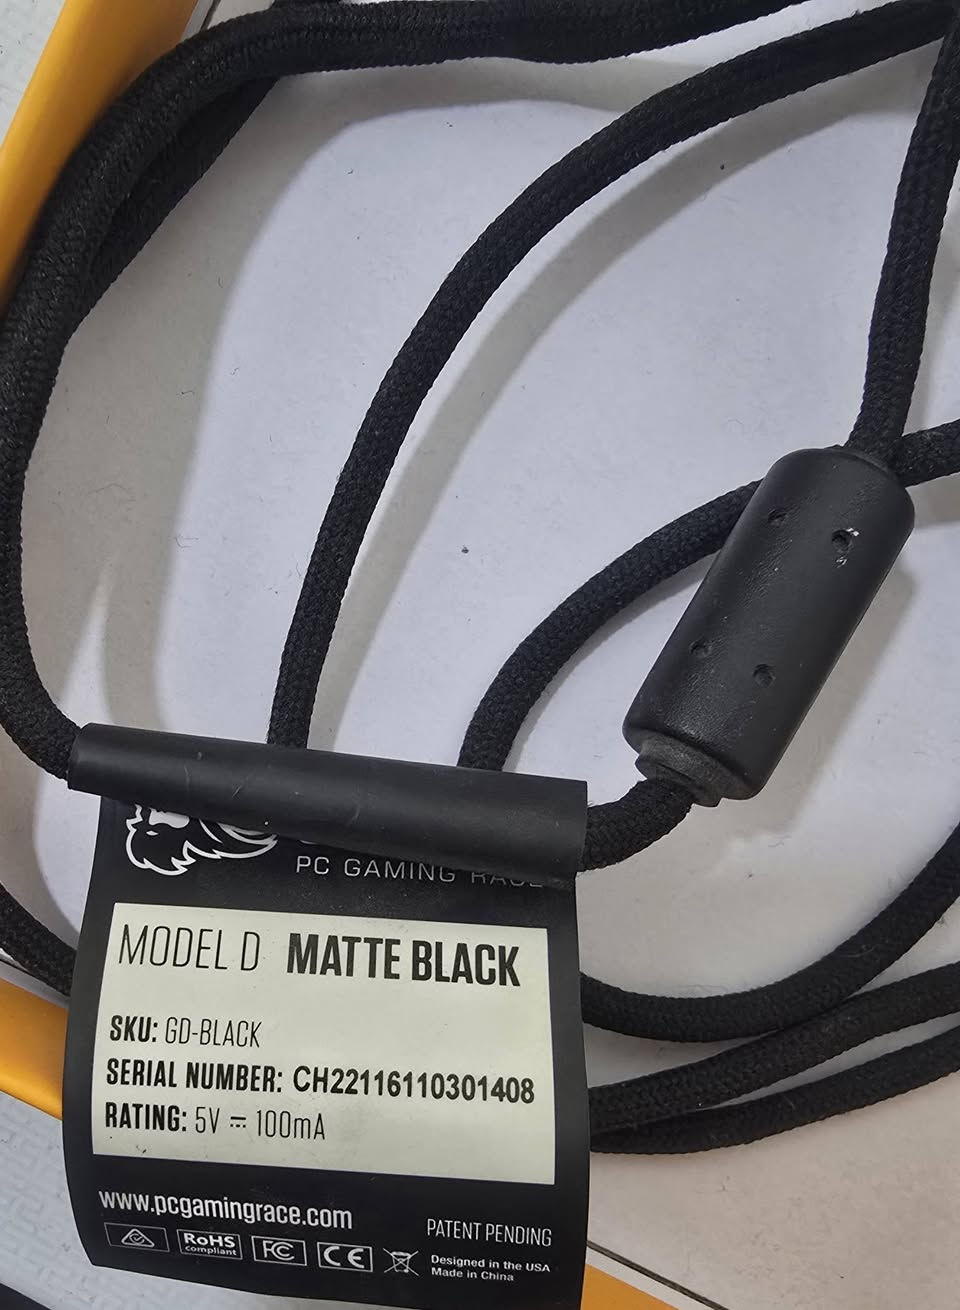 PC GAMING RACE
MODEL D MATTE BLACK
SKU: GD-BLACK
SERIAL NUMBER: CH22116110301408
RATING: 5V ⎓ 100mA
www.pcgamingrace.com
PATENT PENDING
RoHS
compliant
FC
CE
Designed in the USA
Made in China